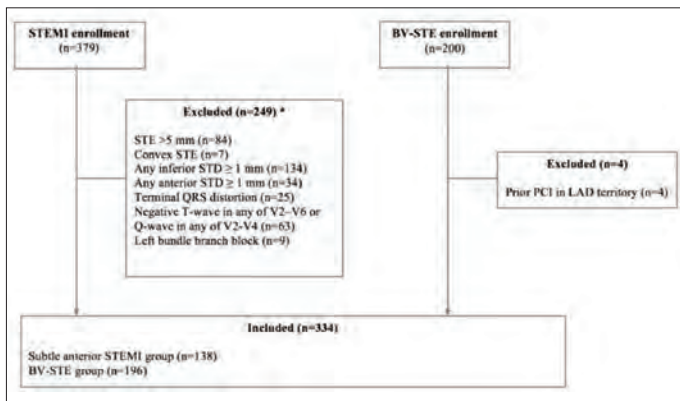 STEMI enrollment
(n=379)
BV-STE enrollment
(n=200)
Excluded (n=249) *
STE >5 mm (n=84)
Convex STE (n=7)
Any inferior STD ≥ 1 mm (n=134)
Any anterior STD ≥ 1 mm (n=34)
Terminal QRS distortion (n=25)
Negative T-wave in any of V2–V6 or
Q-wave in any of V2-V4 (n=63)
Left bundle branch block (n=9)
Excluded (n=4)
Prior PCI in LAD territory (n=4)
Included (n=334)
Subtle anterior STEMI group (n=138)
BV-STE group (n=196)